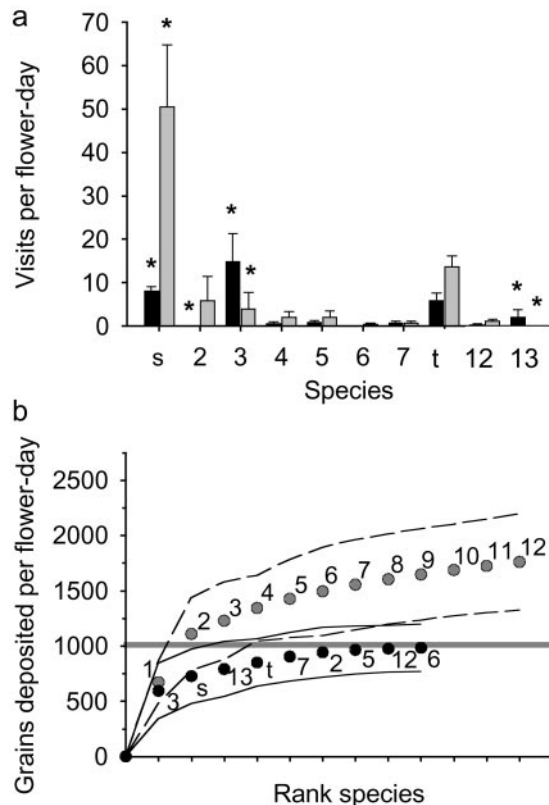 a
Visits per flower-day
70
60
50
40
30
20
10
0
* * * * * * * *
s 2 3 4 5 6 7 t 12 13
Species
b
Grains deposited per flower-day
2500
2000
1500
1000
500
0
1 2 3 4 5 6 7 8 9 10 11 12
3 s 13 t 7 2 5 12 6
Rank species